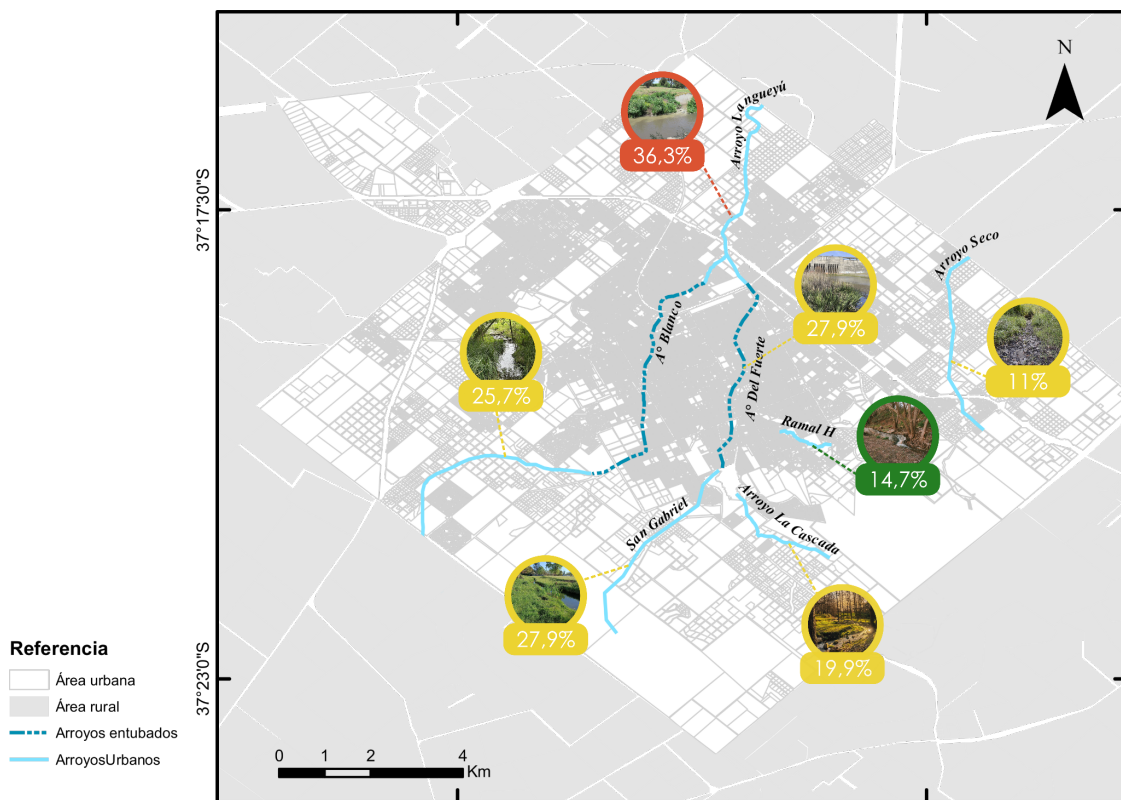 N
Arroyo Langueyú
36,3%
37°17'30"S
Arroyo Seco
27,9%
A° Blanco
A° Del Fuerte
11%
25,7%
Ramal H
14,7%
San Gabriel
Arroyo La Cascada
27,9%
19,9%
37°23'0"S
Referencia
Área urbana
Área rural
Arroyos entubados
ArroyosUrbanos
0 1 2 4
Km